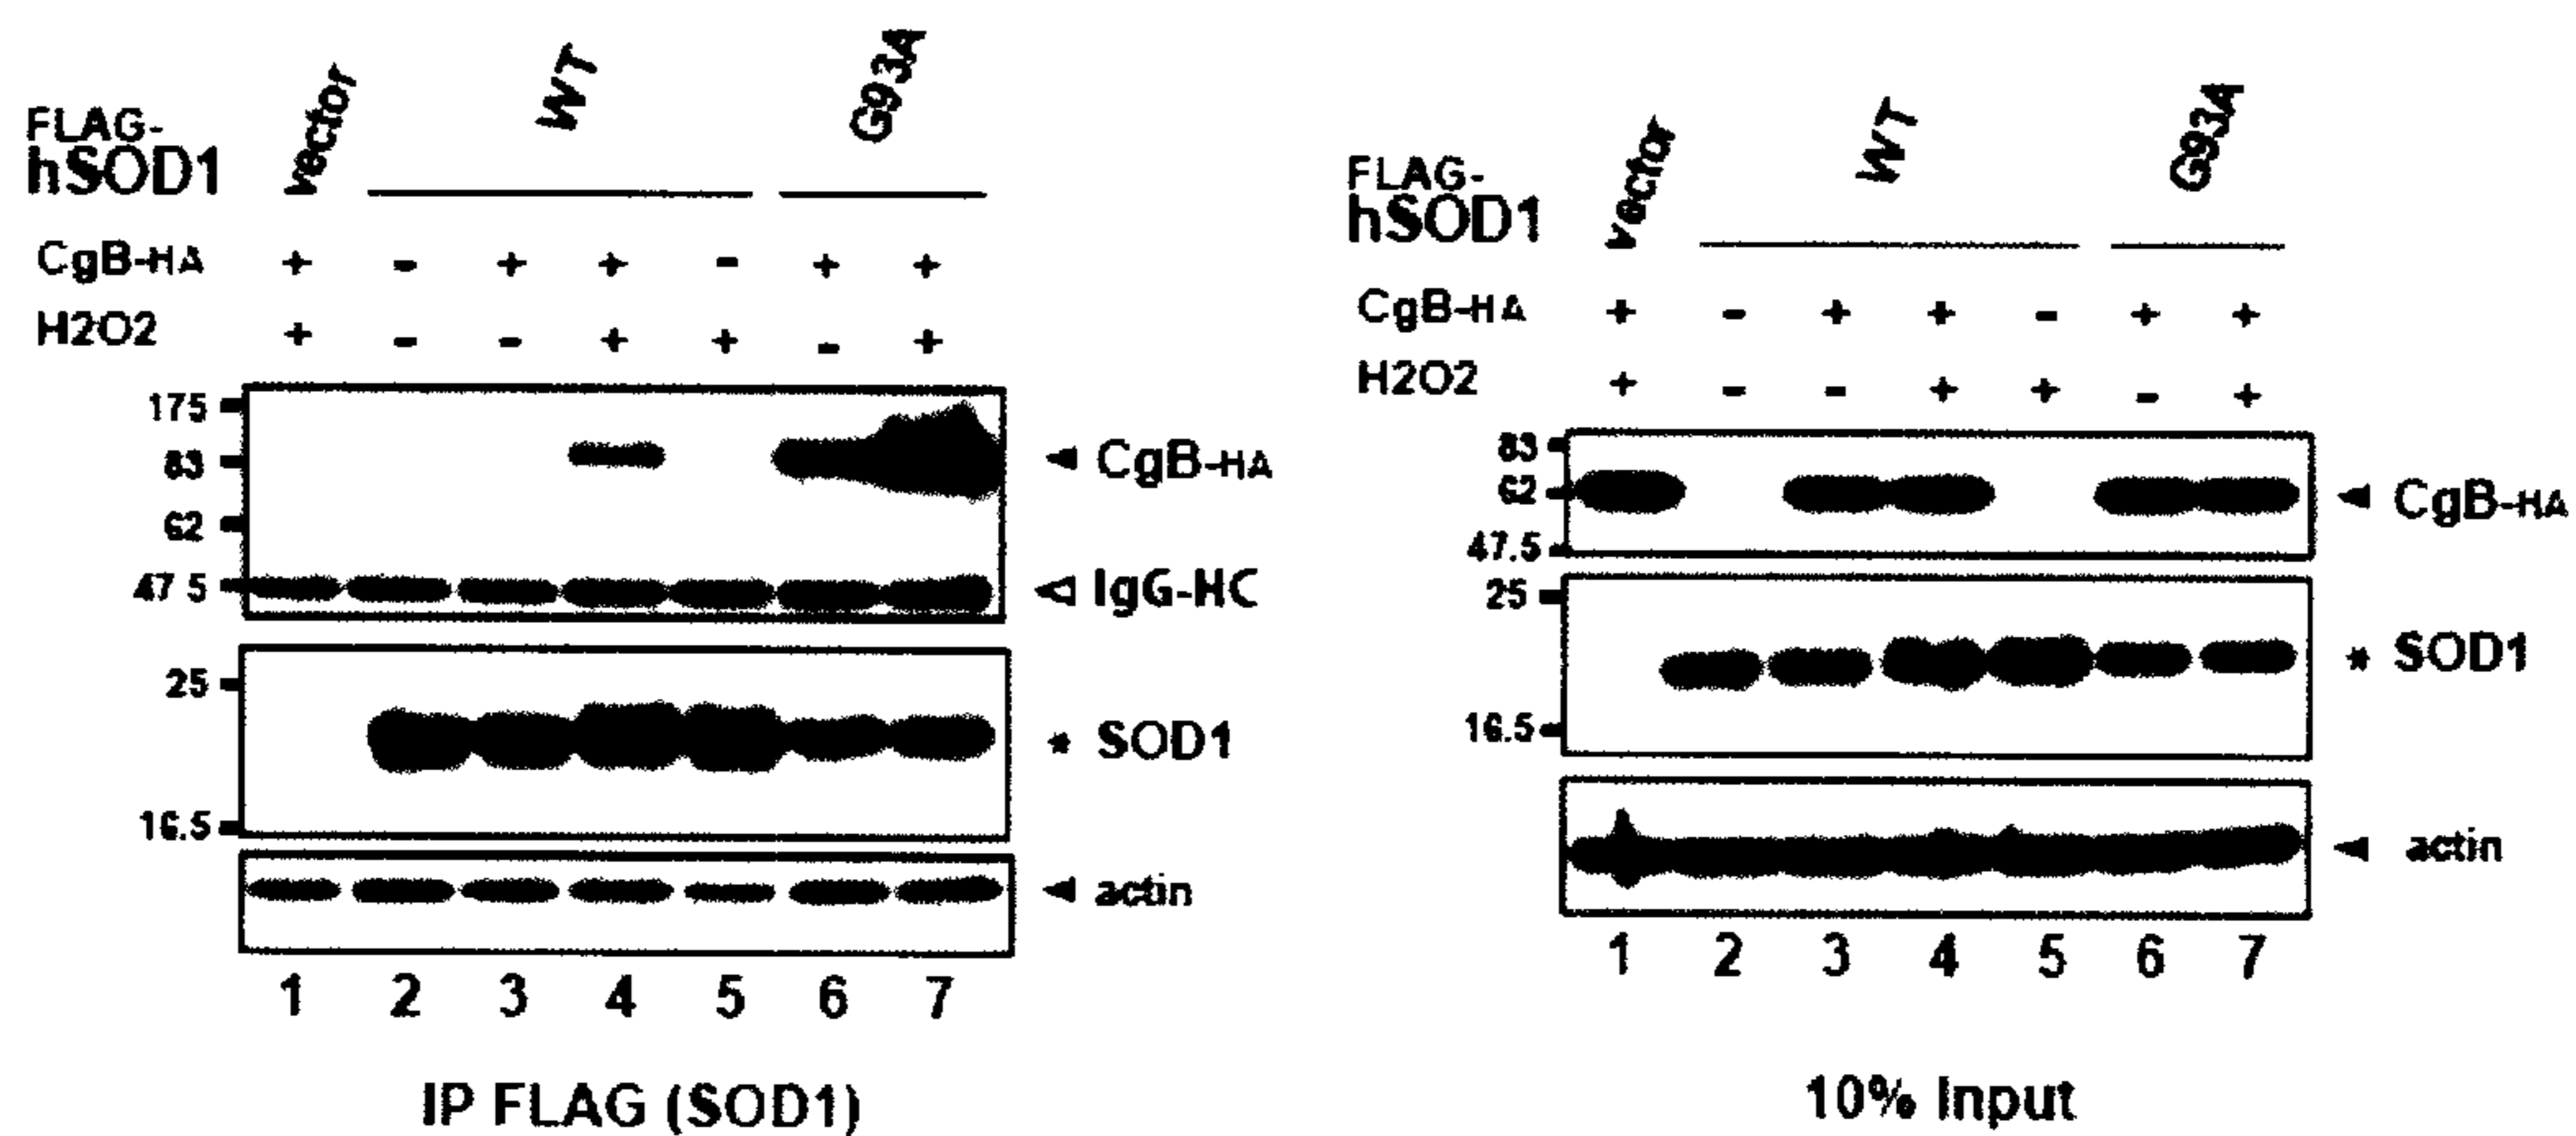 vector WT G93A
FLAG-
hSOD1
CgB-HA + - + + - + +
H2O2 + - - + + - +
175
83
CgB-HA
62
47 5
IgG-HC
25
* SOD1
16.5
actin
1 2 3 4 5 6 7
IP FLAG (SOD1)
vector WT G93A
FLAG-
hSOD1
CgB-HA + - + + - + +
H2O2 + - - + + - +
83
62
CgB-HA
47.5
25
* SOD1
16.5
actin
1 2 3 4 5 6 7
10% Input